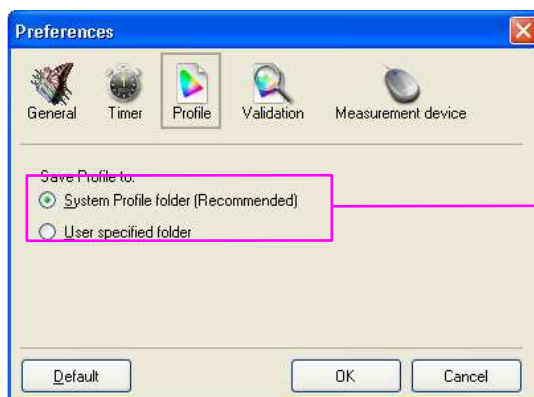 Preferences
General Timer Profile Validation Measurement device
Save Profile to:
System Profile folder (Recommended)
User specified folder
Default OK Cancel